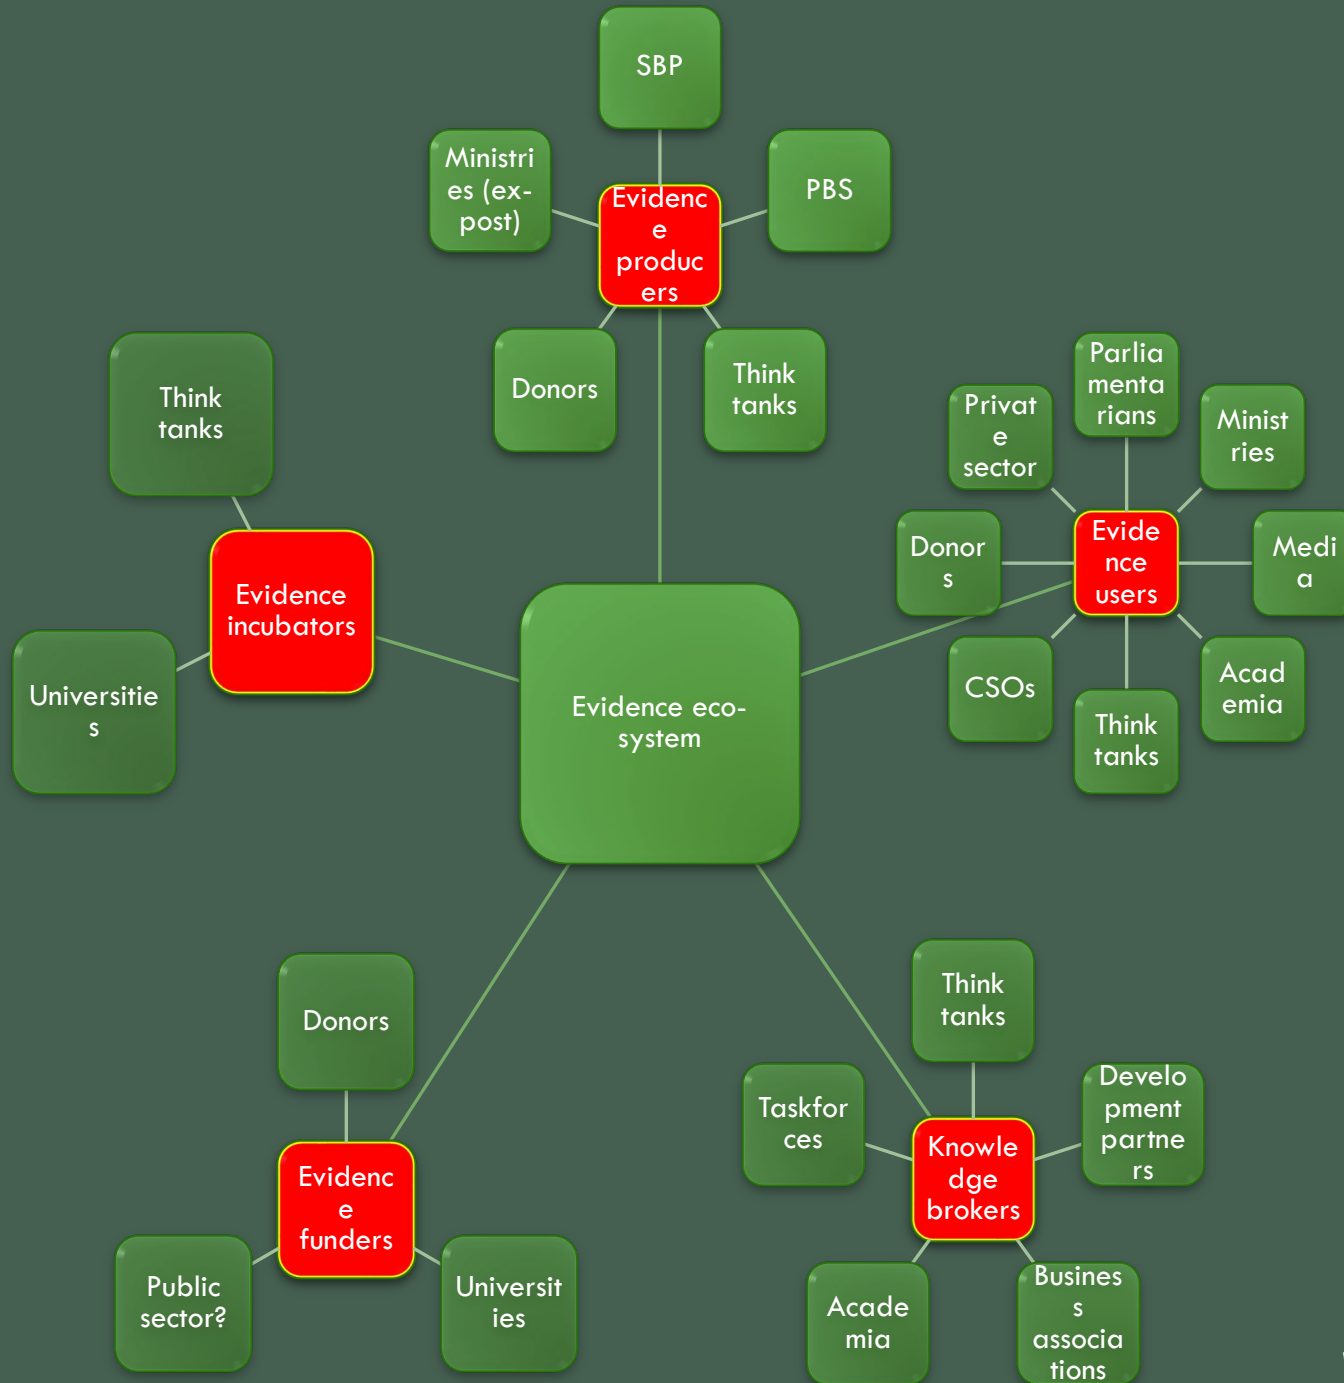 SBP
Ministri
es (ex-
post)
PBS
Evidenc
e
produc
ers
Donors
Think
tanks
Think
tanks
Evidence
incubators
Universitie
s
Parlia
menta
rians
Privat
e
sector
Minist
ries
Donor
s
Evide
nce
users
Medi
a
CSOs
Acad
emia
Think
tanks
Evidence eco-
system
Donors
Evidenc
e
funders
Public
sector?
Universit
ies
Think
tanks
Taskfor
ces
Develo
pment
partne
rs
Knowle
dge
brokers
Acade
mia
Busines
s
associa
tions